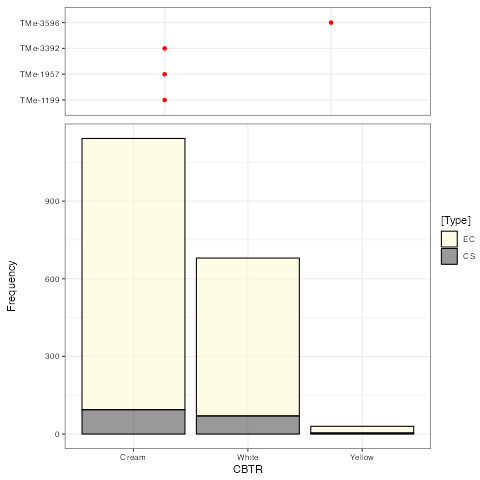 TMe-3596
TMe-3392
TMe-1957
TMe-1199
900
600
300
0
Frequency
Cream White Yellow
CBTR
[Type]
EC
CS